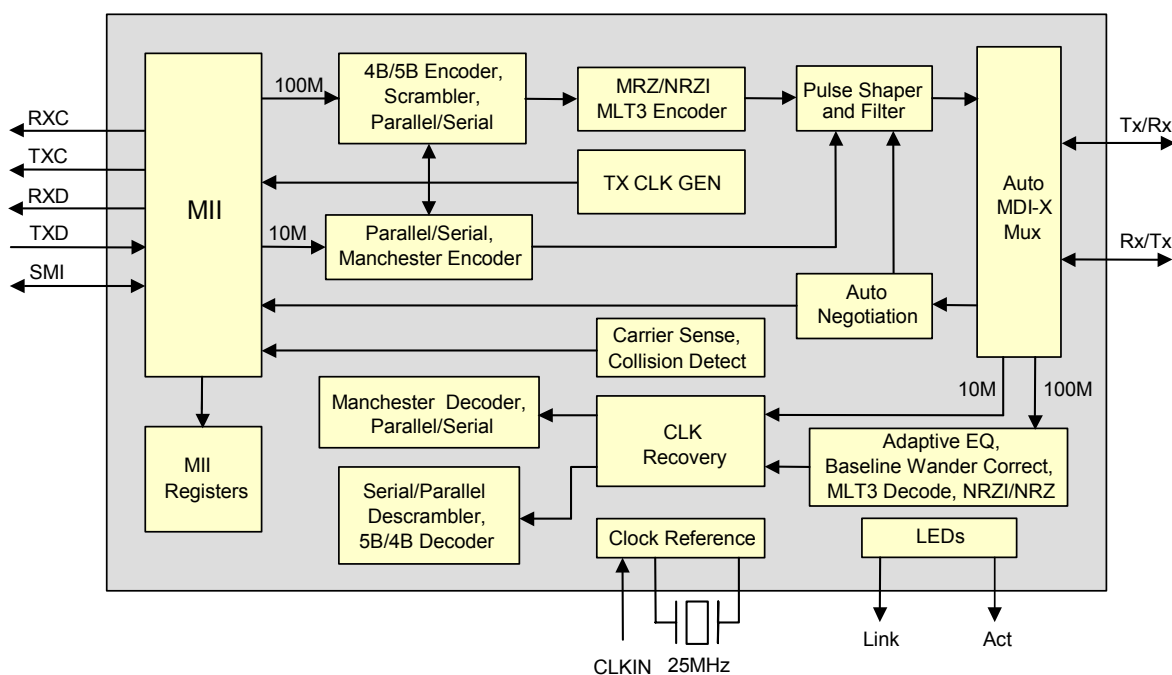 RXC
TXC
RXD
TXD
SMI
MII
100M
10M
4B/5B Encoder,
Scrambler,
Parallel/Serial
MRZ/NRZI
MLT3 Encoder
Pulse Shaper
and Filter
TX CLK GEN
Parallel/Serial,
Manchester Encoder
Auto
MDI-X
Mux
Tx/Rx
Rx/Tx
Auto
Negotiation
Carrier Sense,
Collision Detect
10M
100M
Manchester Decoder,
Parallel/Serial
CLK
Recovery
Adaptive EQ,
Baseline Wander Correct,
MLT3 Decode, NRZI/NRZ
MII
Registers
Serial/Parallel
Descrambler,
5B/4B Decoder
Clock Reference
LEDs
CLKIN
25MHz
Link
Act